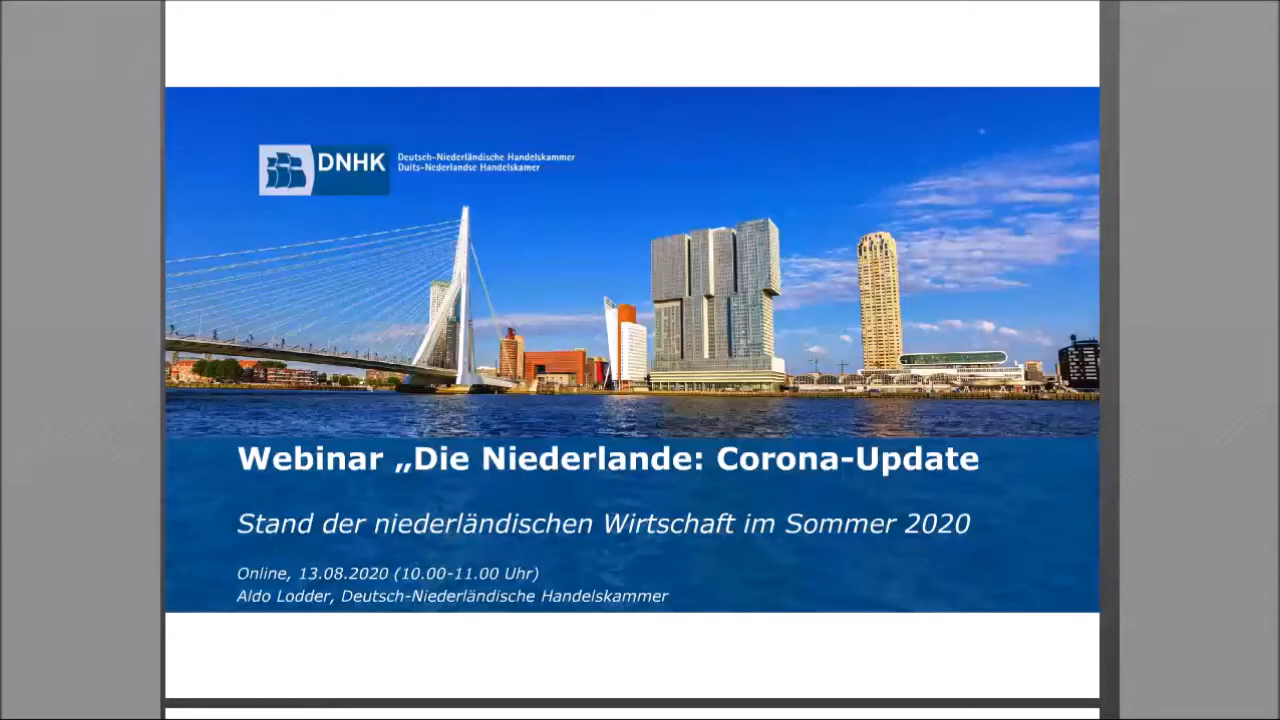 DNHK
Deutsch-Niederländische Handelskammer
Duits-Nederlandse Handelskamer
Webinar „Die Niederlande: Corona-Update
Stand der niederländischen Wirtschaft im Sommer 2020
Online, 13.08.2020 (10.00-11.00 Uhr)
Aldo Lodder, Deutsch-Niederländische Handelskammer